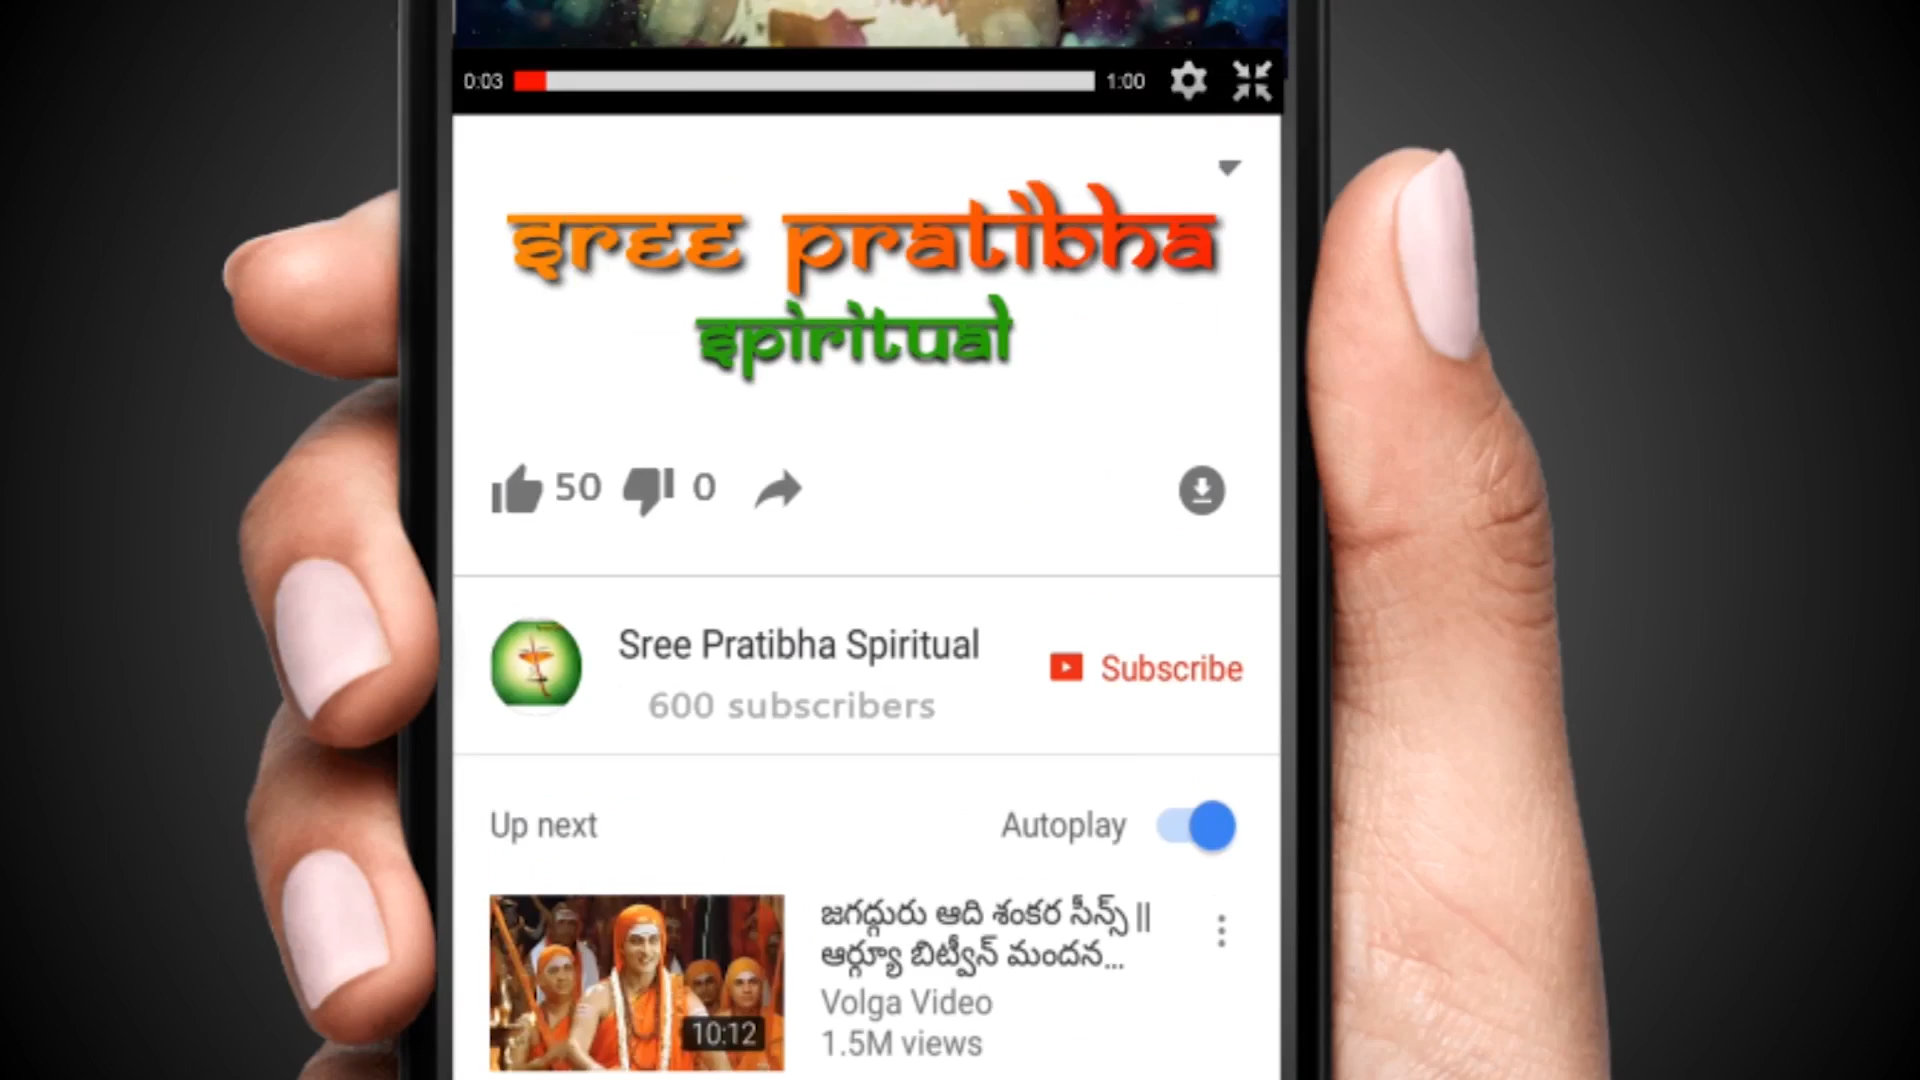 0:03
1:00
sree pratibha
spiritual
50
0
Sree Pratibha Spiritual
600 subscribers
Subscribe
Up next
Autoplay
జగద్గురు ఆది శంకర సీన్స్ ||
ఆర్గ్యూ బిట్వీన్ మందన...
Volga Video
1.5M views
10:12